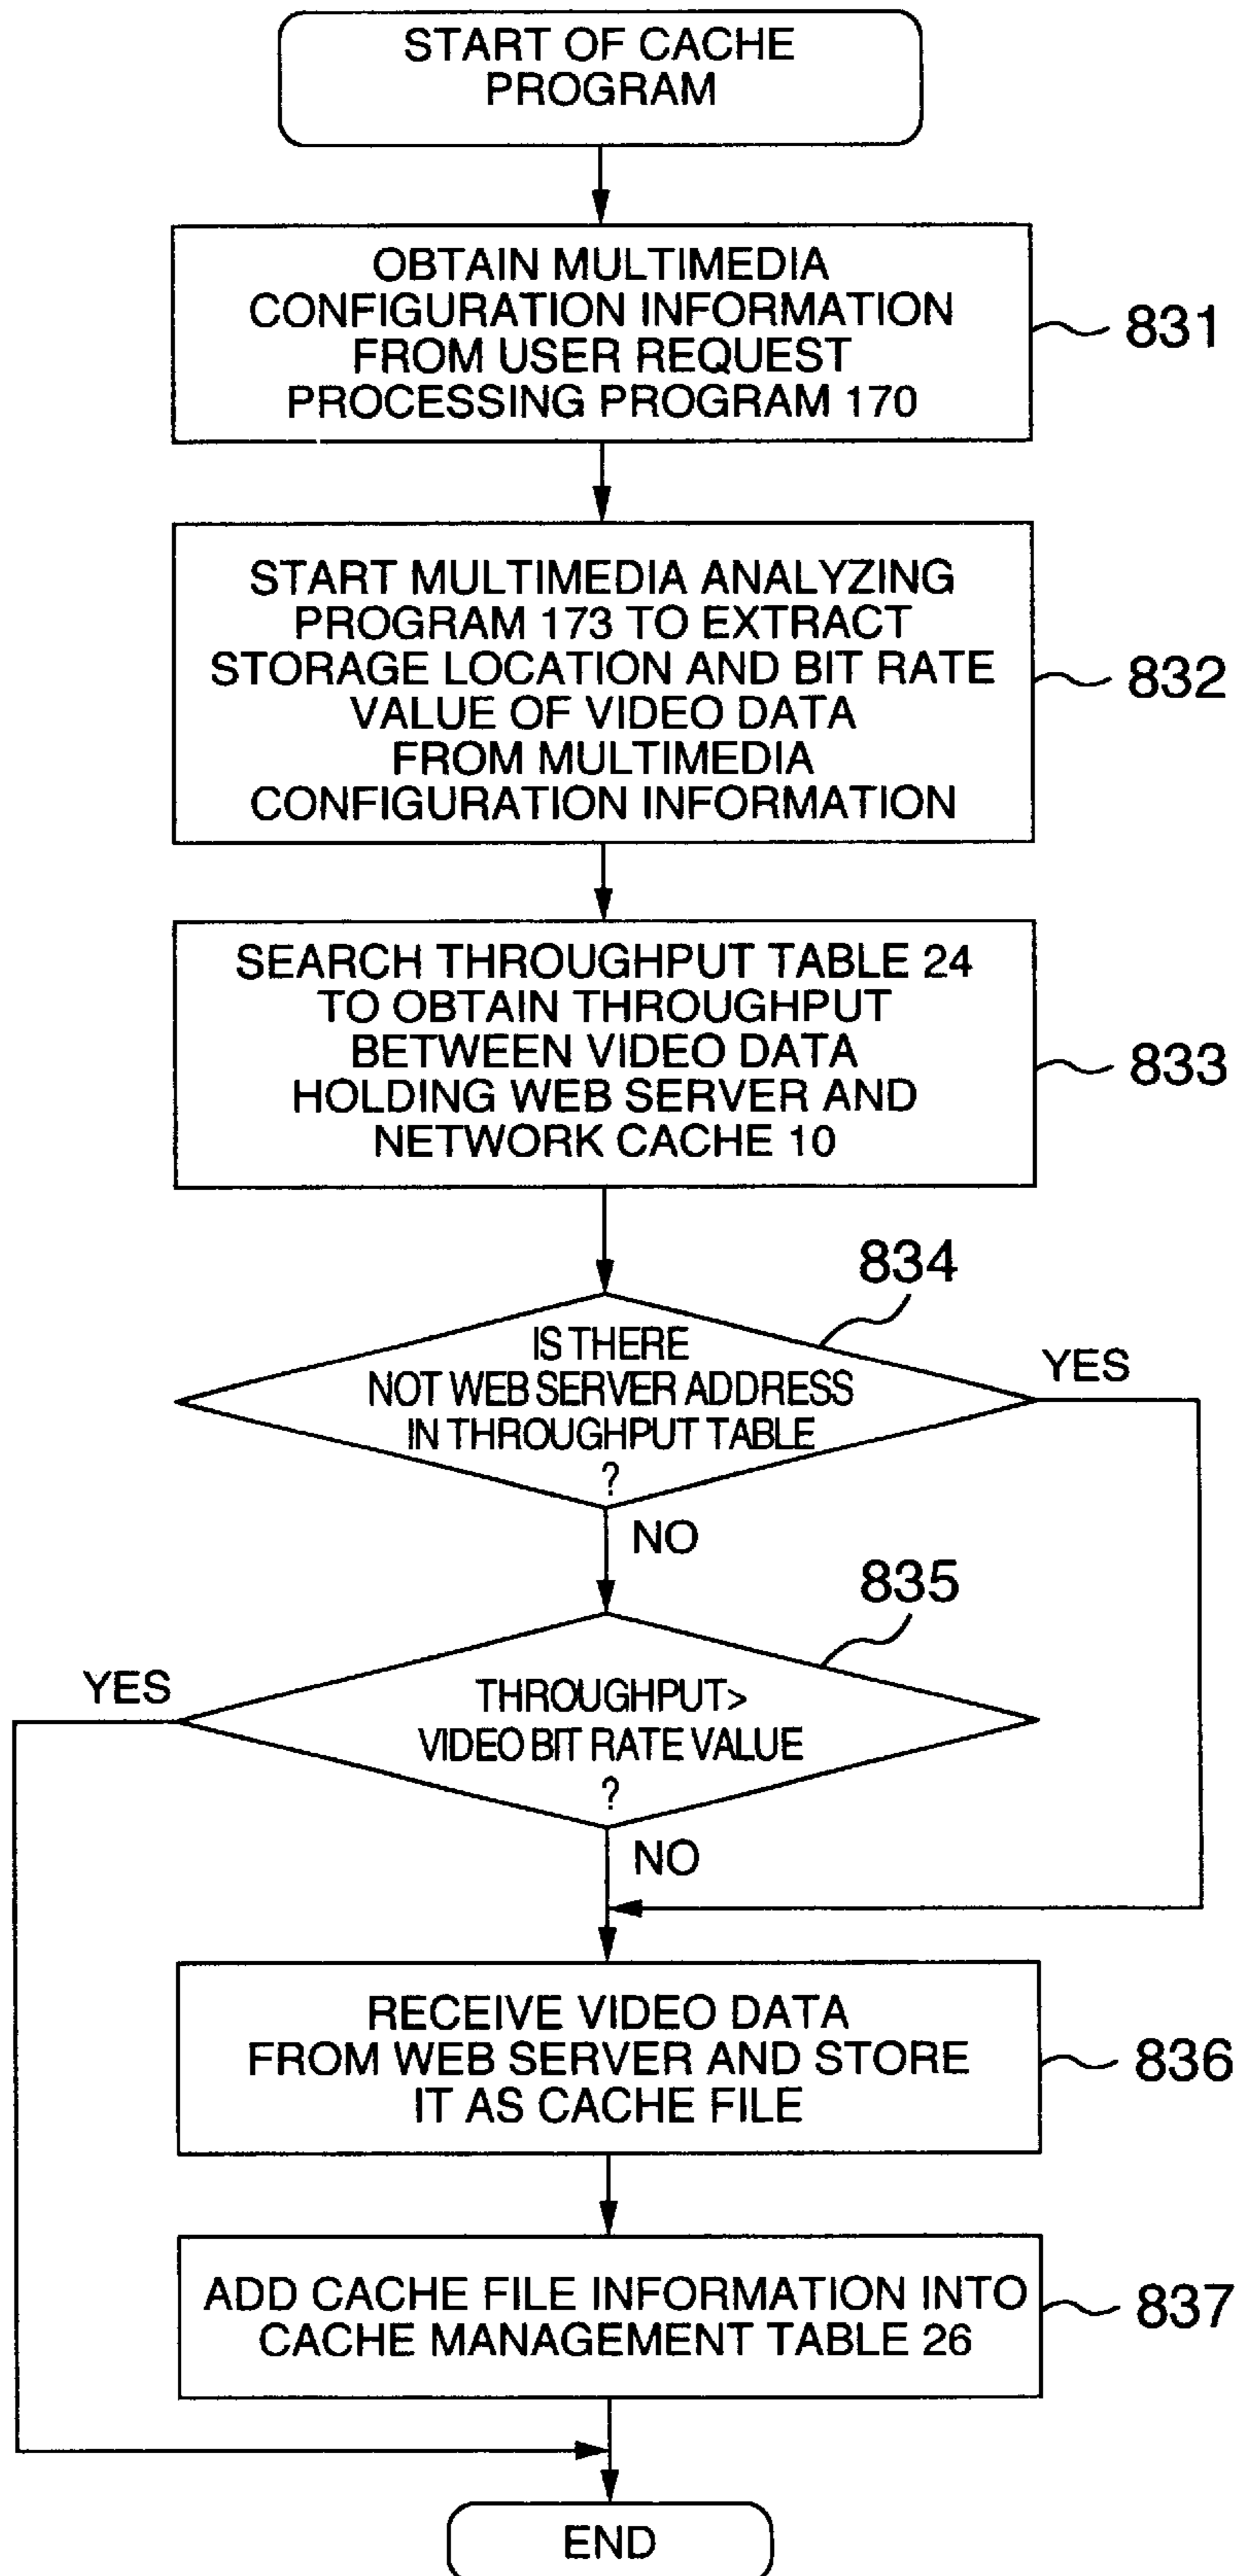 START OF CACHE
PROGRAM
OBTAIN MULTIMEDIA
CONFIGURATION INFORMATION
FROM USER REQUEST
PROCESSING PROGRAM 170
831
START MULTIMEDIA ANALYZING
PROGRAM 173 TO EXTRACT
STORAGE LOCATION AND BIT RATE
VALUE OF VIDEO DATA
FROM MULTIMEDIA
CONFIGURATION INFORMATION
832
SEARCH THROUGHPUT TABLE 24
TO OBTAIN THROUGHPUT
BETWEEN VIDEO DATA
HOLDING WEB SERVER AND
NETWORK CACHE 10
833
834
IS THERE
NOT WEB SERVER ADDRESS
IN THROUGHPUT TABLE
?
YES
NO
835
YES
THROUGHPUT>
VIDEO BIT RATE VALUE
?
NO
RECEIVE VIDEO DATA
FROM WEB SERVER AND STORE
IT AS CACHE FILE
836
ADD CACHE FILE INFORMATION INTO
CACHE MANAGEMENT TABLE 26
837
END